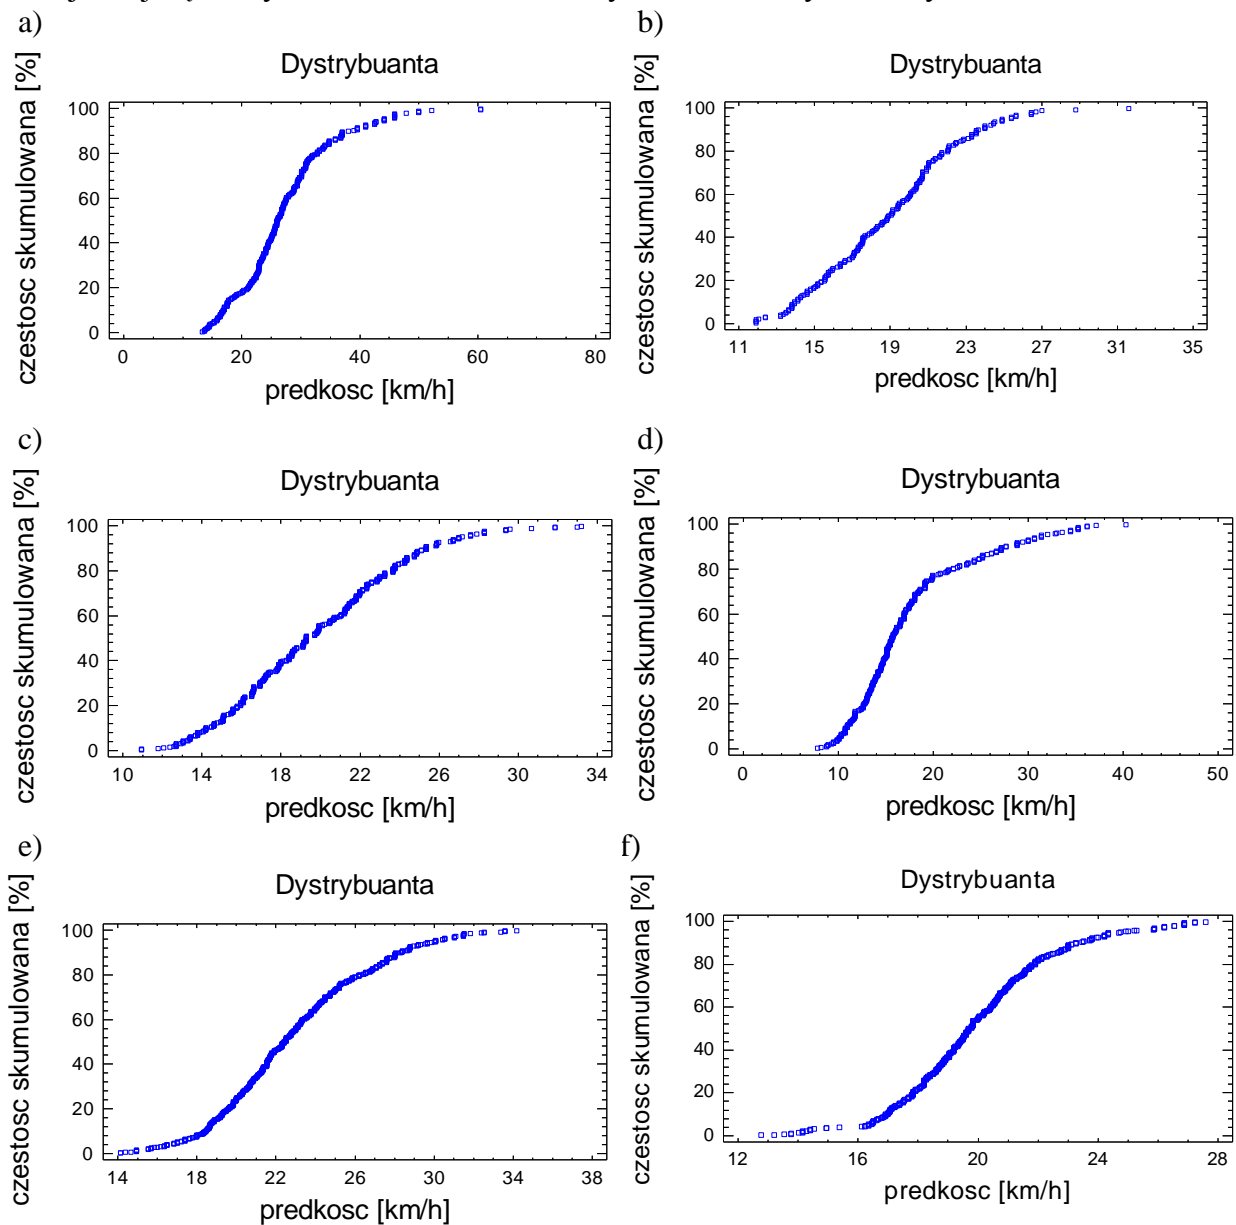 a)
Dystrybuanta
czestosc skumulowana [%]
100
80
60
40
20
0
0 20 40 60 80
predkosc [km/h]
b)
Dystrybuanta
czestosc skumulowana [%]
100
80
60
40
20
0
11 15 19 23 27 31 35
predkosc [km/h]
c)
Dystrybuanta
czestosc skumulowana [%]
100
80
60
40
20
0
10 14 18 22 26 30 34
predkosc [km/h]
d)
Dystrybuanta
czestosc skumulowana [%]
100
80
60
40
20
0
0 10 20 30 40 50
predkosc [km/h]
e)
Dystrybuanta
czestosc skumulowana [%]
100
80
60
40
20
0
14 18 22 26 30 34 38
predkosc [km/h]
f)
Dystrybuanta
czestosc skumulowana [%]
100
80
60
40
20
0
12 16 20 24 28
predkosc [km/h]